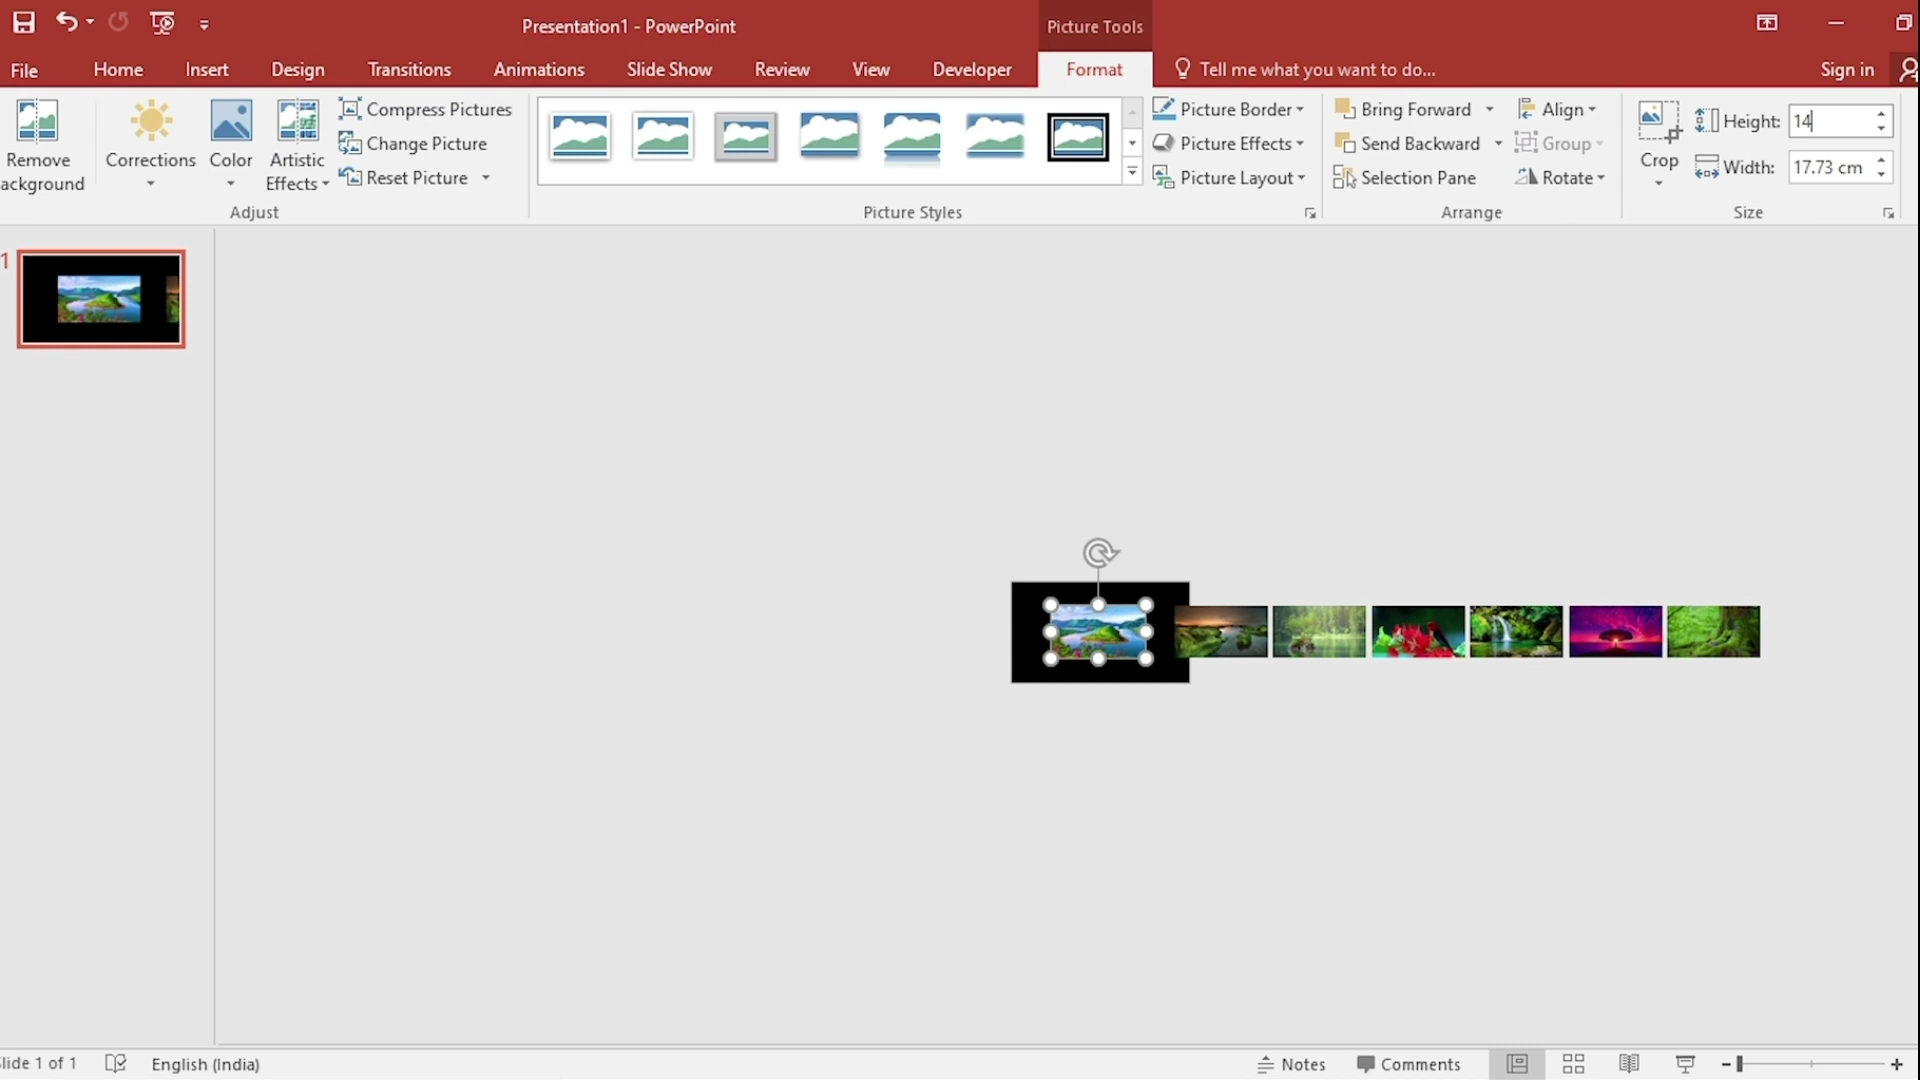 Presentation1 - PowerPoint
Picture Tools
File
Home
Insert
Design
Transitions
Animations
Slide Show
Review
View
Developer
Format
Tell me what you want to do...
Sign in
Remove
ackground
Corrections
Color
Artistic
Effects
Compress Pictures
Change Picture
Reset Picture
Adjust
Picture Styles
Picture Border
Picture Effects
Picture Layout
Bring Forward
Send Backward
Selection Pane
Align
Group
Rotate
Arrange
Crop
Height: 14
Width: 17.73 cm
Size
1
lide 1 of 1
English (India)
Notes
Comments